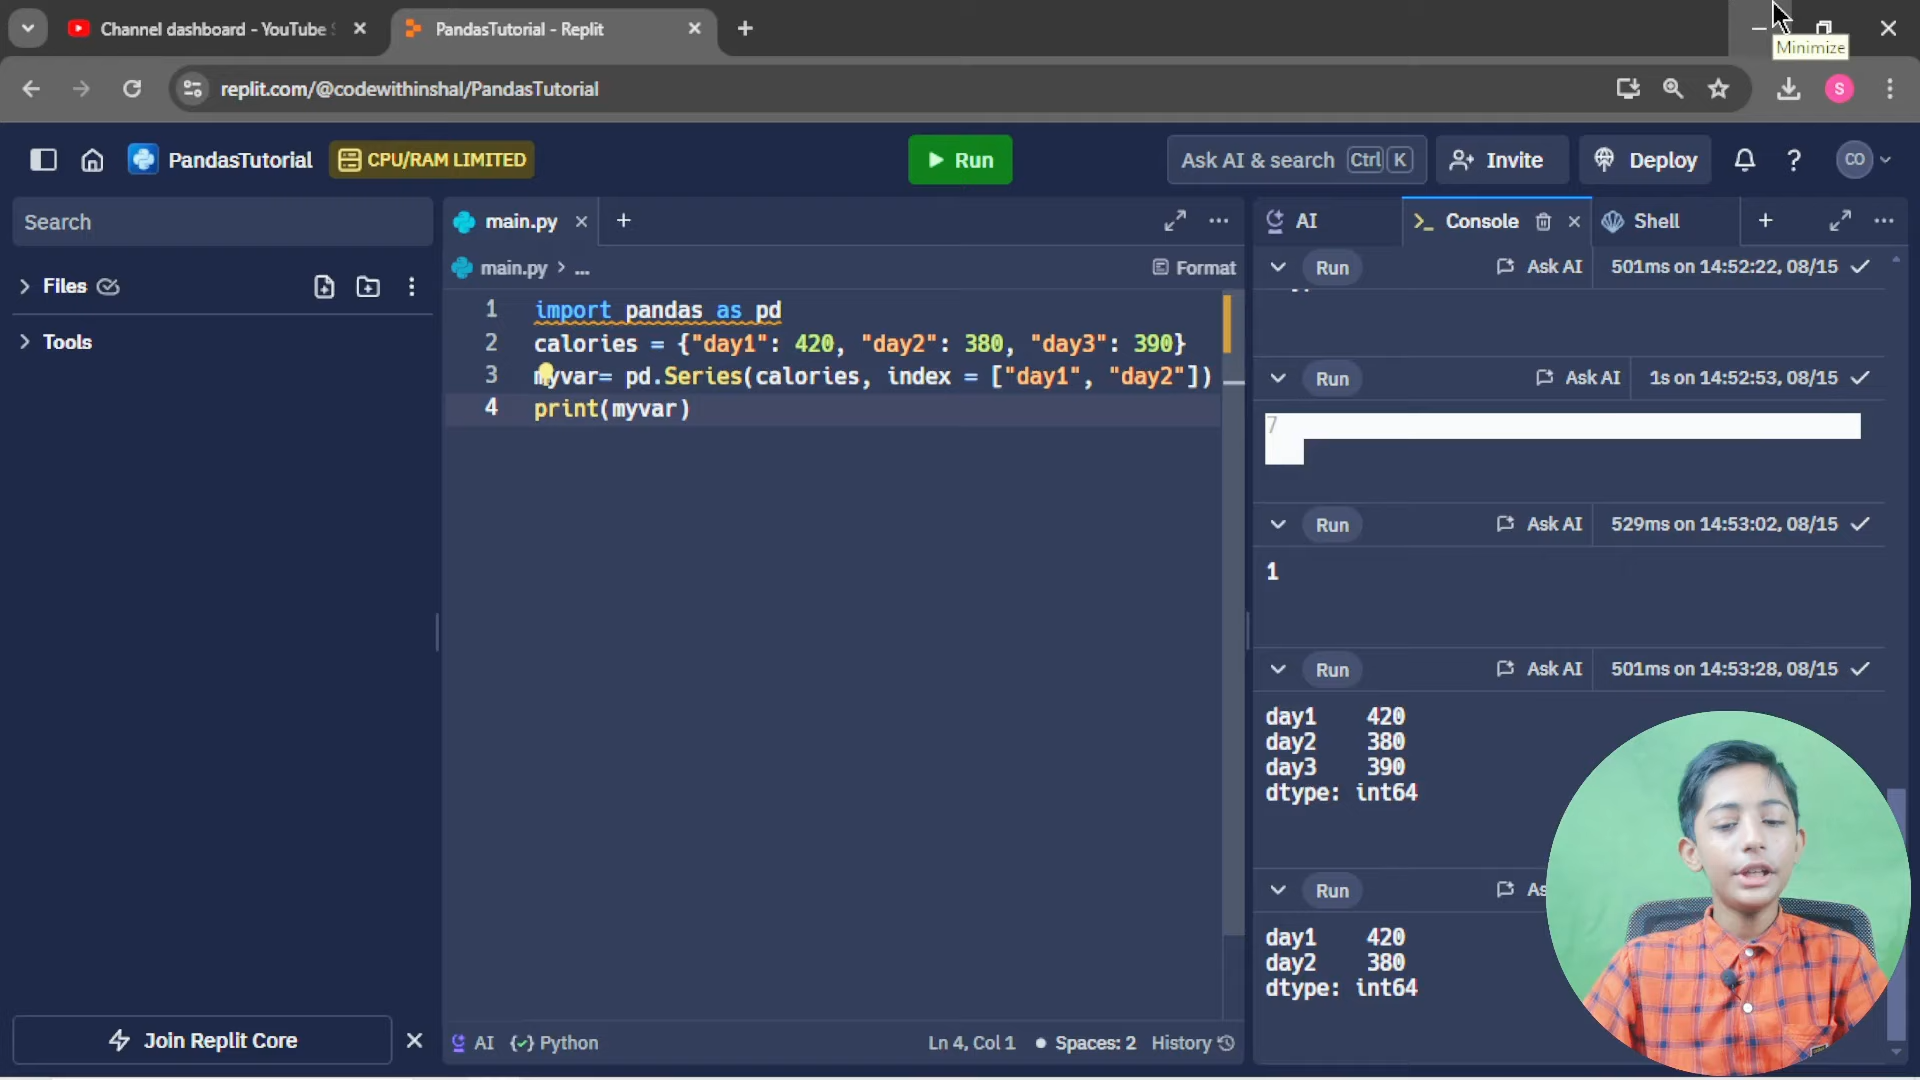 Channel dashboard - YouTube
PandasTutorial - Replit
Minimize
replit.com/@codewithinshal/PandasTutorial
S
PandasTutorial
CPU/RAM LIMITED
Run
Ask AI & search Ctrl K
Invite
Deploy
?
CO
Search
Files
Tools
Join Replit Core
main.py
main.py > ...
Format
1 import pandas as pd
2 calories = {"day1": 420, "day2": 380, "day3": 390}
3 myvar= pd.Series(calories, index = ["day1", "day2"])
4 print(myvar)
AI
Python
Ln 4, Col 1
Spaces: 2
History
AI
Console
Shell
Run Ask AI 501ms on 14:52:22, 08/15
Run Ask AI 1s on 14:52:53, 08/15
7
Run Ask AI 529ms on 14:53:02, 08/15
1
Run Ask AI 501ms on 14:53:28, 08/15
day1 420
day2 380
day3 390
dtype: int64
Run
day1 420
day2 380
dtype: int64